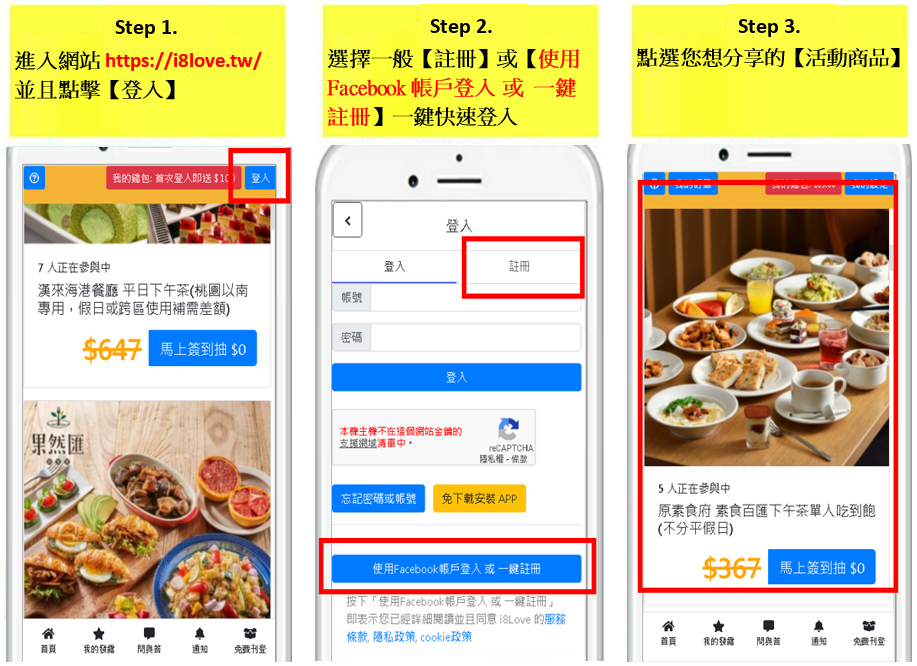 Step 1.
進入網站 https://i8love.tw/
並且點擊【登入】
Step 2.
選擇一般【註冊】或【使用
Facebook 帳戶登入 或 一鍵
註冊】一鍵快速登入
Step 3.
點選您想分享的【活動商品】
我的錢包: 首次登入即送 $100
登入
7 人正在參與中
漢來海港餐廳 平日下午茶(桃園以南
專用，假日或跨區使用補需差額)
$647
馬上簽到抽 $0
果然匯
首頁
我的發鑼
問與答
通知
免費刊登
登入
登入
註冊
帳號
密碼
登入
本機主機不在這個網站金鑰的
支援網域清單中。
reCAPTCHA
隱私權 - 條款
忘記密碼或帳號
免下載安裝 APP
使用Facebook帳戶登入 或 一鍵註冊
按下「使用Facebook帳戶登入 或 一鍵註冊」
即表示您已經詳細閱讀並且同意 i8Love 的服務
條款, 隱私政策, cookie政策
5 人正在參與中
原素食府 素食百匯下午茶單人吃到飽
(不分平假日)
$367
馬上簽到抽 $0
首頁
我的發鑼
問與答
通知
免費刊登